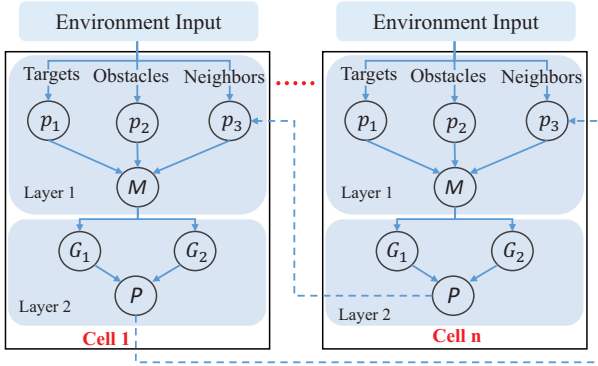 Environment Input
Targets Obstacles Neighbors
p1 p2 p3
M
Layer 1
G1 G2
P
Layer 2
Cell 1
Environment Input
Targets Obstacles Neighbors
p1 p2 p3
M
Layer 1
G1 G2
P
Layer 2
Cell n